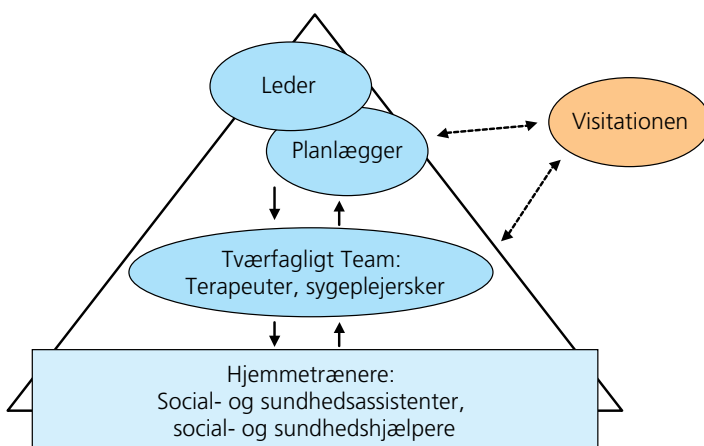 Leder
Planlægger
Visitationen
Tværfagligt Team:
Terapeuter, sygeplejersker
Hjemmetrænere:
Social- og sundhedsassistenter,
social- og sundhedshjælpere